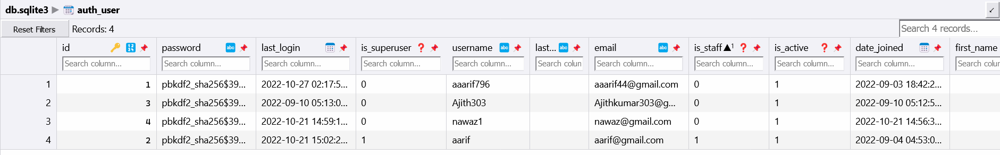 db.sqlite3 ▶ auth_user
Reset Filters Records: 4 Search 4 records...
id password last_login is_superuser username last... email is_staff▲1 is_active date_joined first_name
Search column... Search column... Search column... Search column... Search column... Search colun Search column... Search column... Search column... Search column... Search column...
1 1 pbkdf2_sha256$39... 2022-10-27 02:17:5... 0 aaarif796 aaarif44@gmail.com 0 1 2022-09-03 18:42:2...
2 3 pbkdf2_sha256$39... 2022-09-10 05:13:0... 0 Ajith303 Ajithkumar303@g... 0 1 2022-09-10 05:12:5...
3 4 pbkdf2_sha256$39... 2022-10-21 14:59:1... 0 nawaz1 nawaz@gmail.com 0 1 2022-10-21 14:56:3...
4 2 pbkdf2_sha256$39... 2022-10-21 15:02:2... 1 aarif aarif@gmail.com 1 1 2022-09-04 04:53:0...